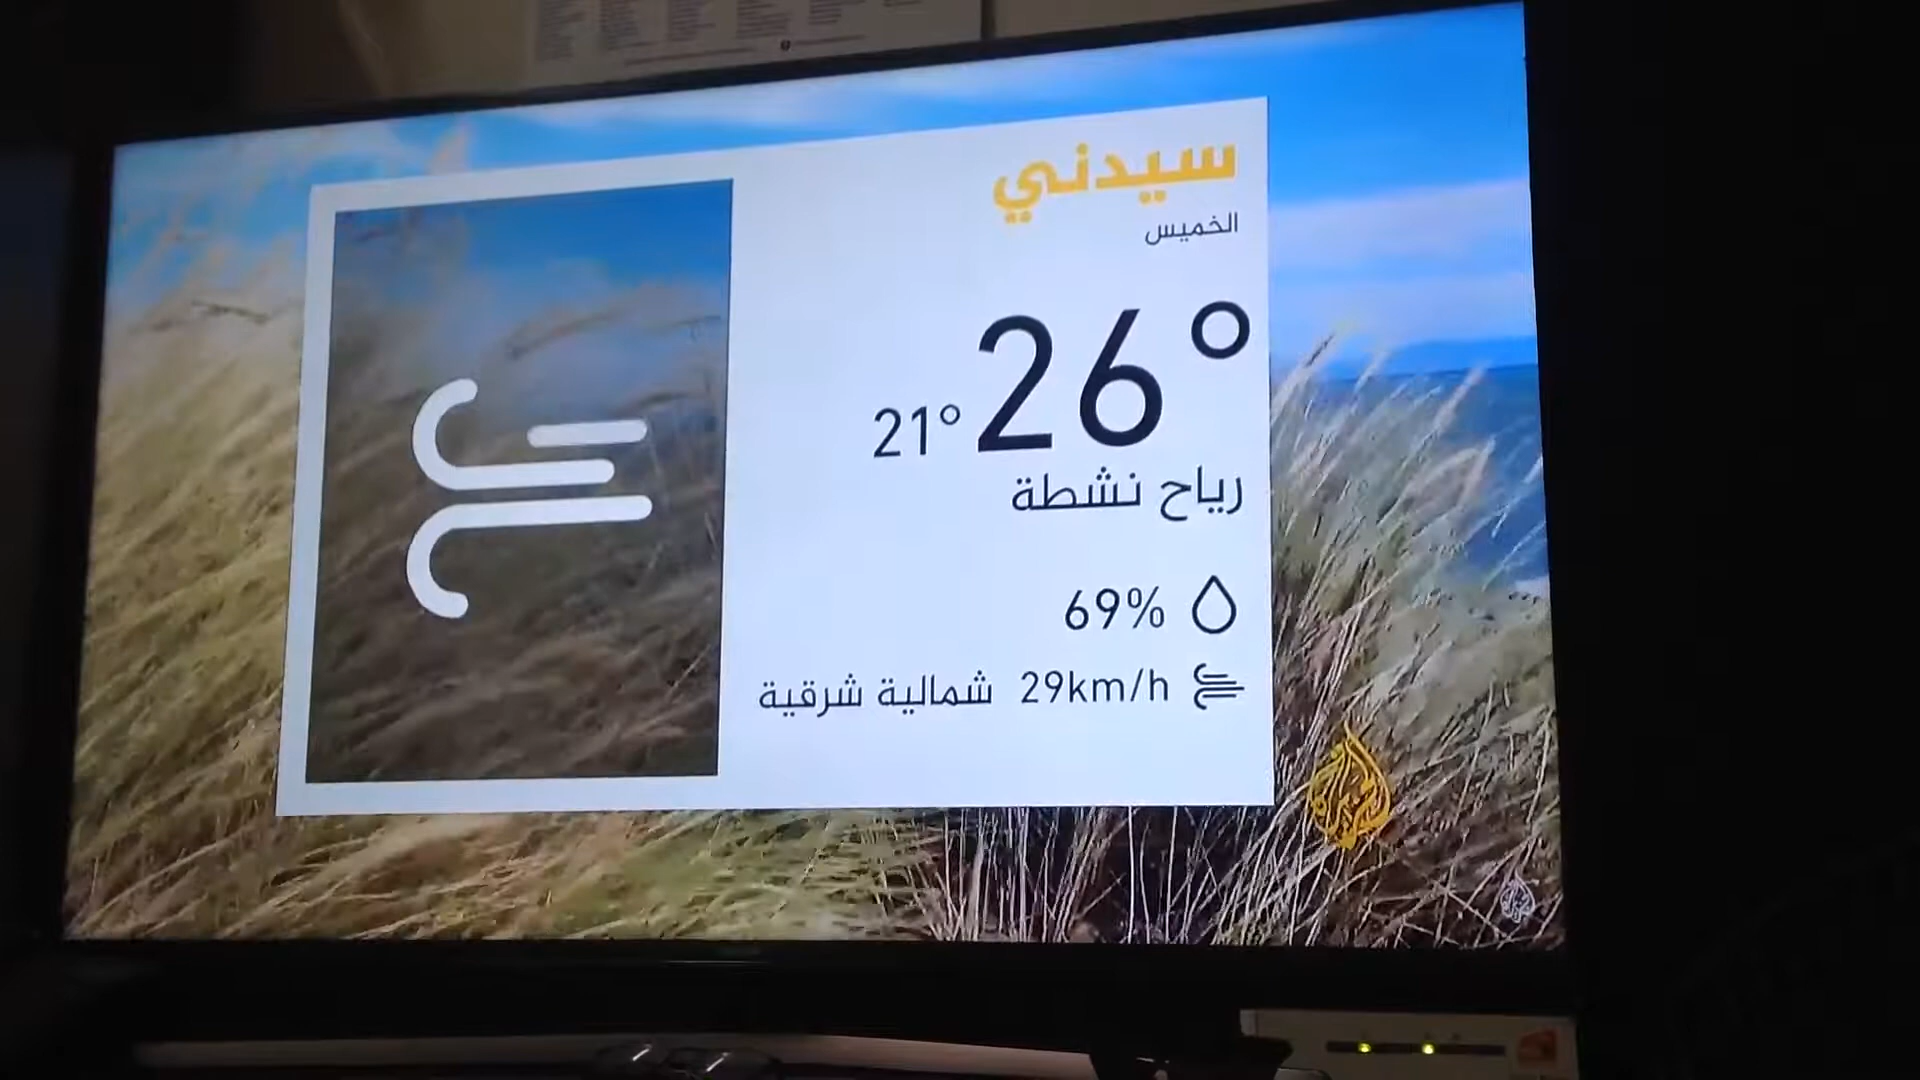 سيدني
الخميس
26° 21°
رياح نشطة
69%
29km/h شمالية شرقية